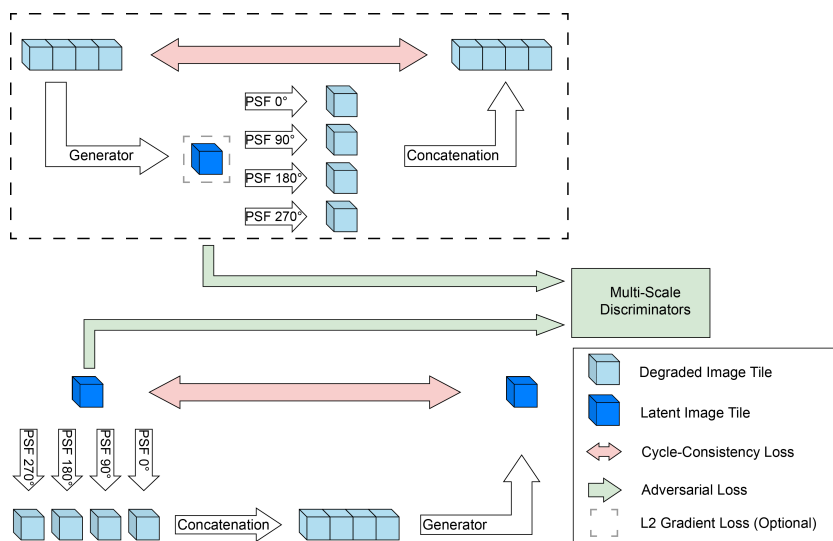 PSF 0°
PSF 90°
Generator
Concatenation
PSF 180°
PSF 270°
Multi-Scale
Discriminators
Degraded Image Tile
Latent Image Tile
PSF 270°
PSF 180°
PSF 90°
PSF 0°
Cycle-Consistency Loss
Adversarial Loss
Concatenation
Generator
L2 Gradient Loss (Optional)